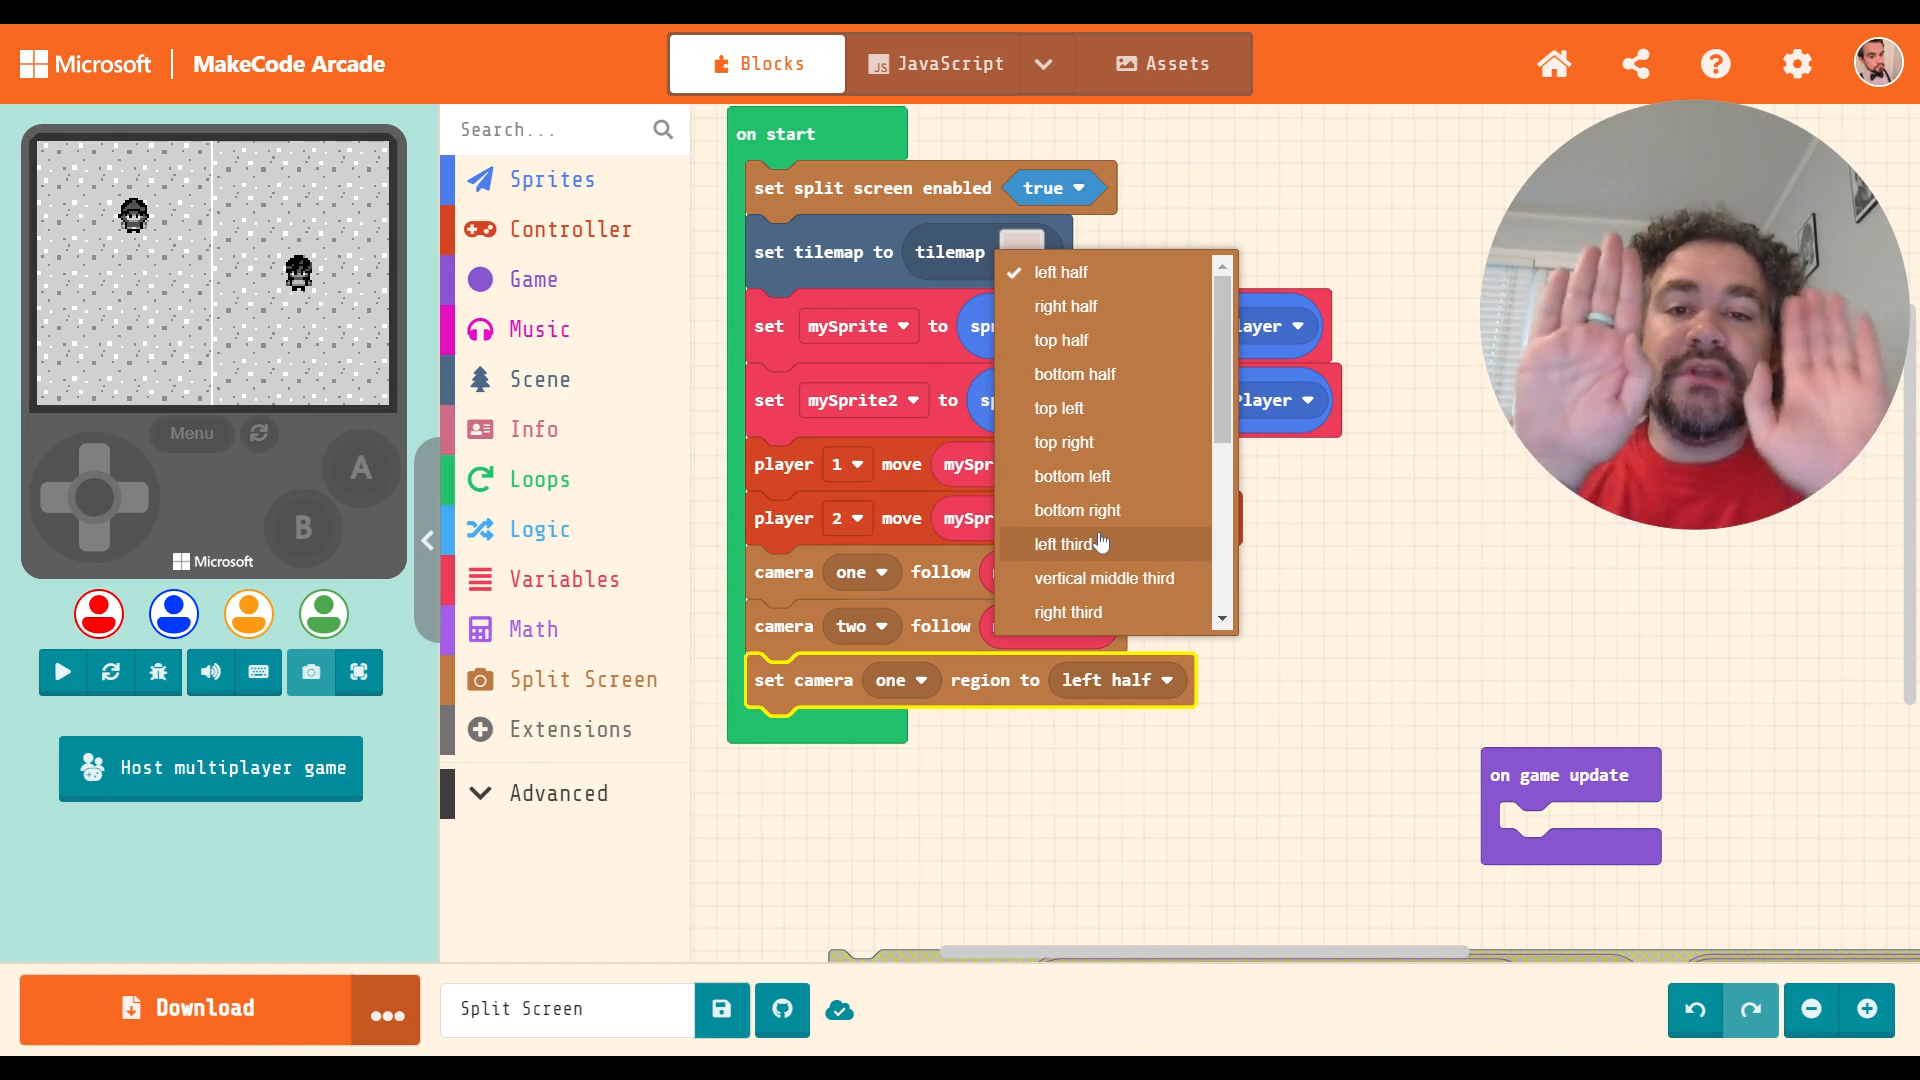 Microsoft
MakeCode Arcade
Blocks
JS
JavaScript
Assets
Menu
A
B
Microsoft
Host multiplayer game
Search...
Sprites
Controller
Game
Music
Scene
Info
Loops
Logic
Variables
Math
Split Screen
Extensions
Advanced
on start
set split screen enabled true
set tilemap to tilemap
set mySprite to
set mySprite2 to
player 1 move
player 2 move
camera one follow
camera two follow
set camera one region to left half
left half
right half
top half
bottom half
top left
top right
bottom left
bottom right
left third
vertical middle third
right third
on game update
Download
Split Screen